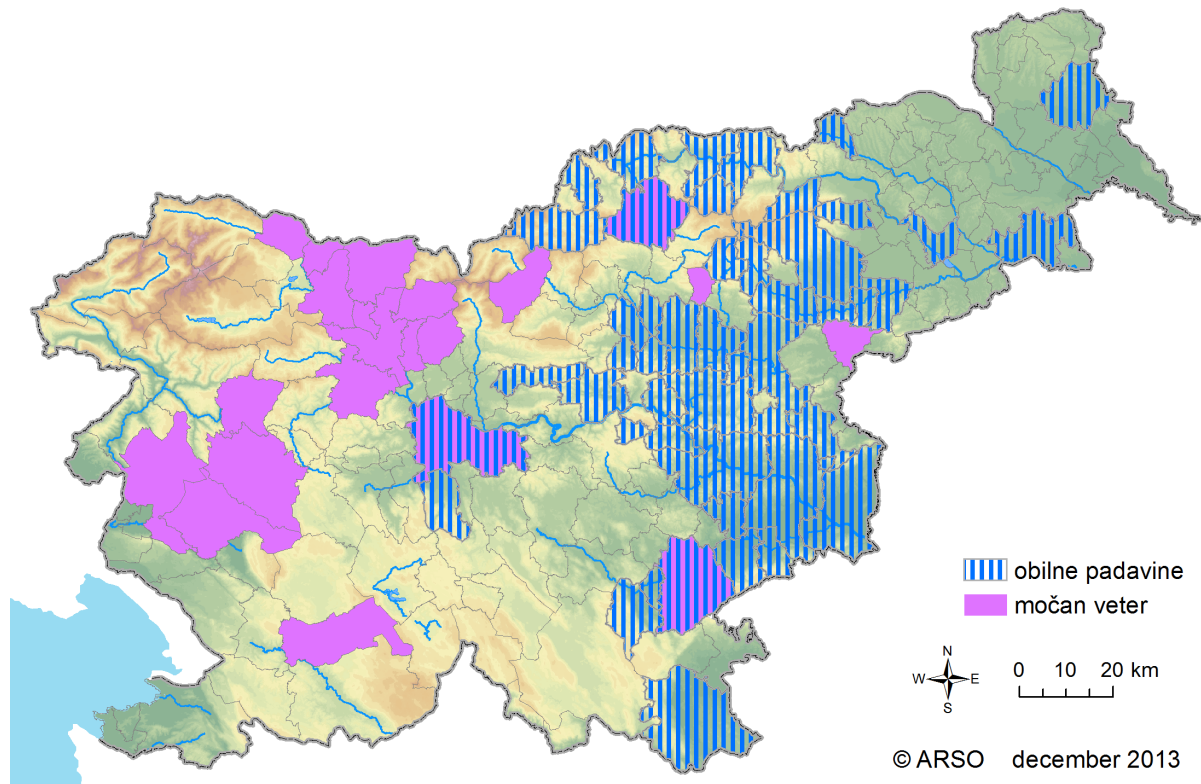 obilne padavine
močan veter
N
W E
S
0 10 20 km
© ARSO december 2013